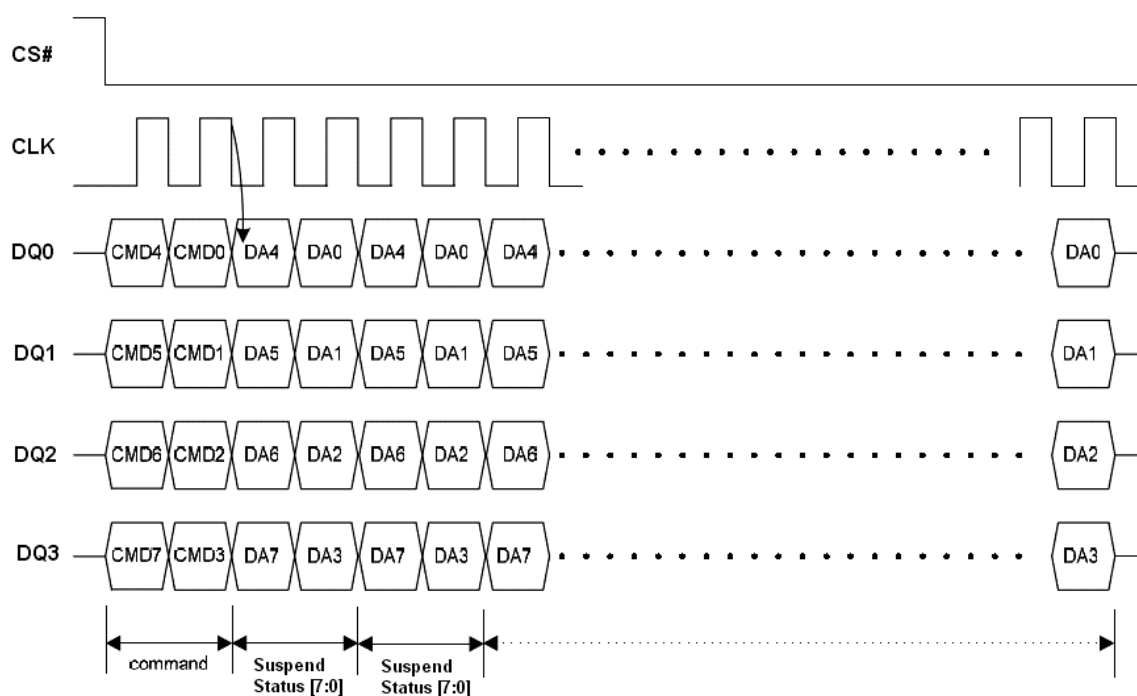 CS#
CLK
DQ0 CMD4 CMD0 DA4 DA0 DA4 DA0 DA4 DA0
DQ1 CMD5 CMD1 DA5 DA1 DA5 DA1 DA5 DA1
DQ2 CMD6 CMD2 DA6 DA2 DA6 DA2 DA6 DA2
DQ3 CMD7 CMD3 DA7 DA3 DA7 DA3 DA7 DA3
command Suspend Suspend
Status [7:0] Status [7:0]